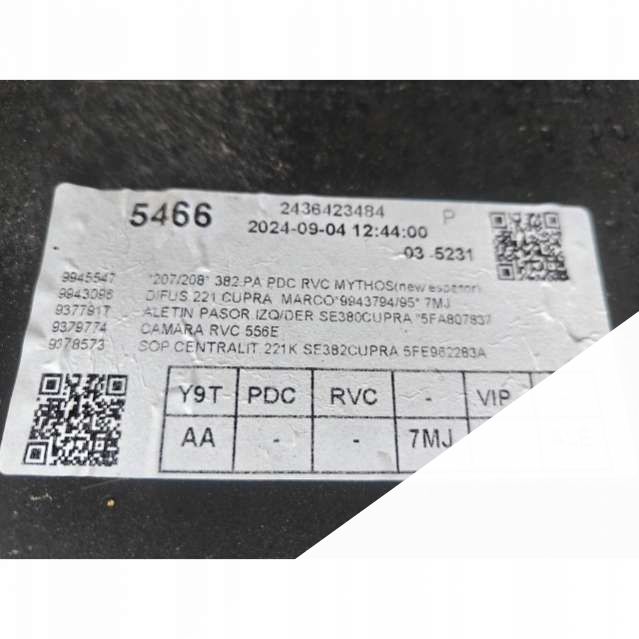 5466 2436423484 P
2024-09-04 12:44:00
03 5231
9945547 *207/208* 382 PA PDC RVC MYTHOS(new/espator)
9943096 DIFUS 221 CUPRA MARCO*9943794/95* 7MJ
9377917 ALETIN PASOR.IZQ/DER SE380CUPRA *5FA807837
9379774 CAMARA RVC 556E
9378573 SOP.CENTRALIT 221K SE382CUPRA 5FE962283A
Y9T PDC RVC - VIP
AA - - 7MJ